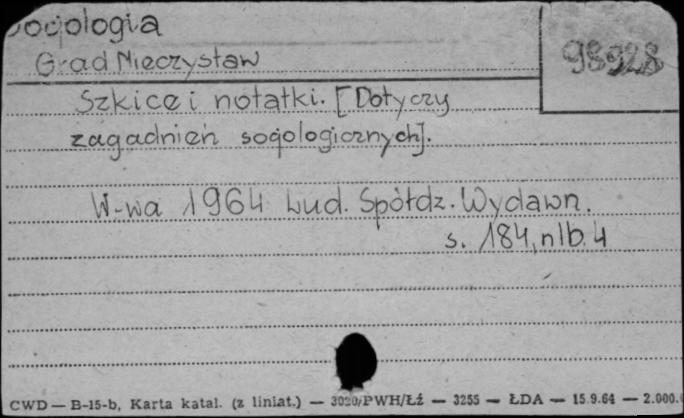 Socjologia
Grad Mieczysław
98928
Szkice i notatki. [Dotyczy
zagadnień socjologicznych].
W-wa 1964 Lud. Spółdz. Wydawn.
s. 184, nlb. 4
CWD — B-15-b, Karta katal. (z liniat.) — 3020/PWH/Łź — 3255 — ŁDA — 15.9.64 — 2.000.